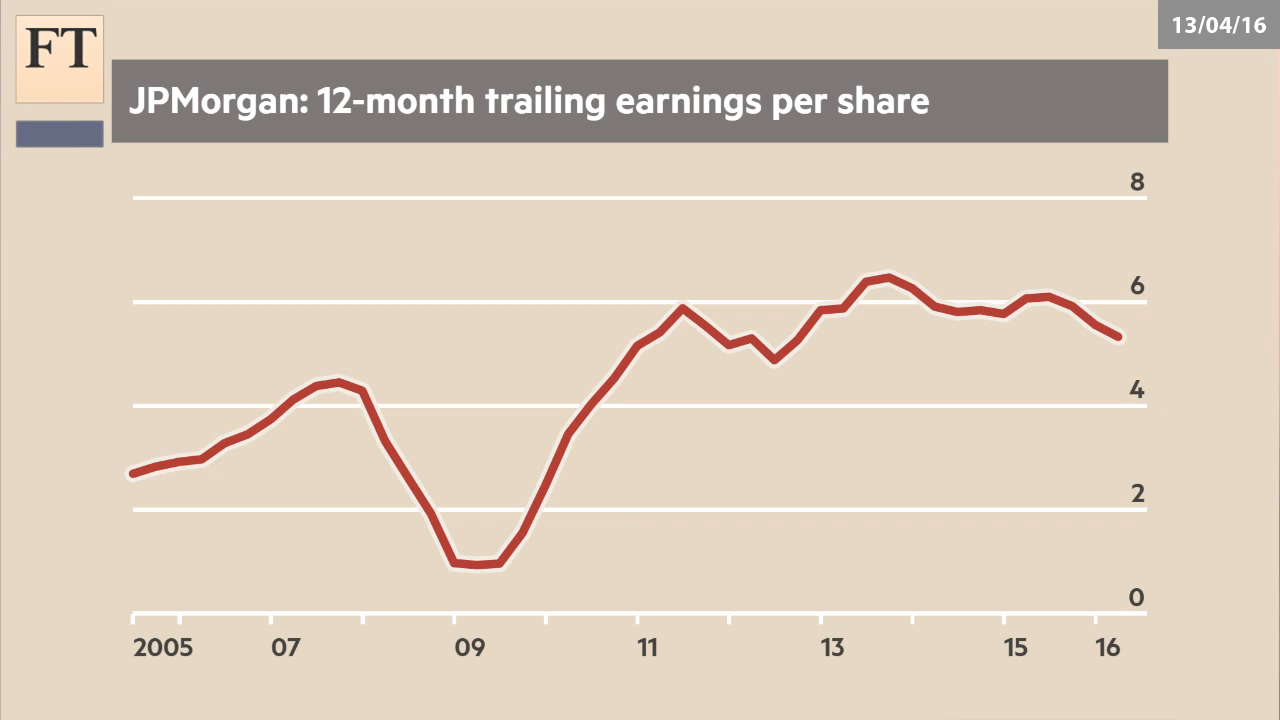 FT
13/04/16
JPMorgan: 12-month trailing earnings per share
8
6
4
2
0
2005 07 09 11 13 15 16